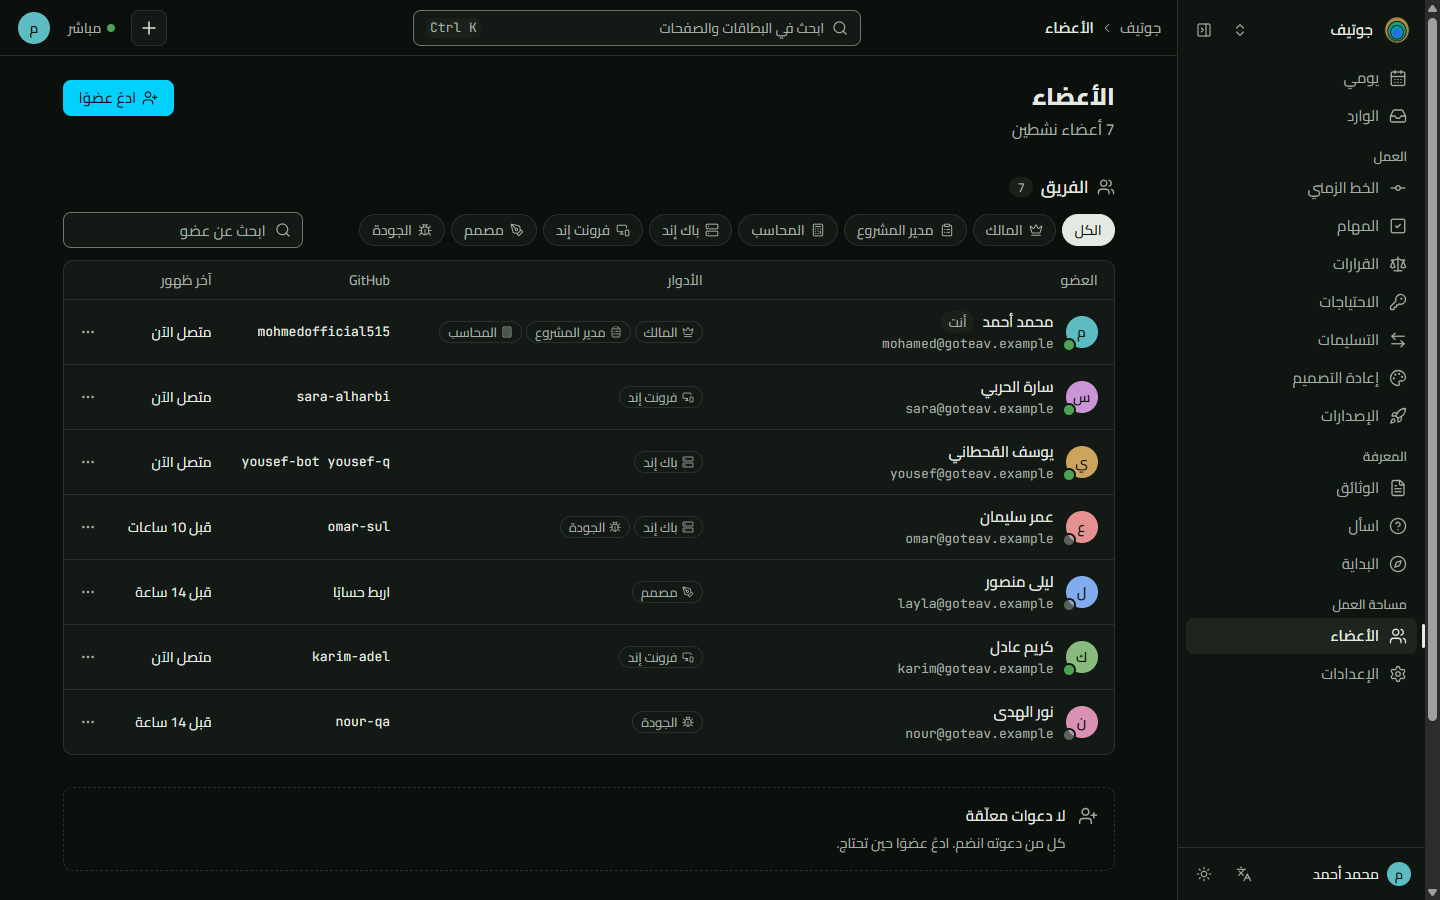 جوتيف
يومي
الوارد
العمل
الخط الزمني
المهام
القرارات
الاحتياجات
التسليمات
إعادة التصميم
الإصدارات
المعرفة
الوثائق
اسأل
البداية
مساحة العمل
الأعضاء
الإعدادات
محمد أحمد
م
جوتيف
الأعضاء
ابحث في البطاقات والصفحات
Ctrl K
مباشر
م
الأعضاء
7 أعضاء نشطين
ادعُ عضوًا
الفريق 7
الكل
المالك
مدير المشروع
المحاسب
باك إند
فرونت إند
مصمم
الجودة
ابحث عن عضو
العضو الأدوار GitHub آخر ظهور
م
محمد أحمد أنت
mohamed@goteav.example
المالك مدير المشروع المحاسب
mohmedofficial515
متصل الآن
س
سارة الحربي
sara@goteav.example
فرونت إند
sara-alharbi
متصل الآن
ي
يوسف القحطاني
yousef@goteav.example
باك إند
yousef-bot yousef-q
متصل الآن
ع
عمر سليمان
omar@goteav.example
باك إند الجودة
omar-sul
قبل 10 ساعات
ل
ليلى منصور
layla@goteav.example
مصمم
اربط حسابًا
قبل 14 ساعة
ك
كريم عادل
karim@goteav.example
فرونت إند
karim-adel
متصل الآن
ن
نور الهدى
nour@goteav.example
الجودة
nour-qa
قبل 14 ساعة
لا دعوات معلّقة
كل من دعوته انضم. ادعُ عضوًا حين تحتاج.